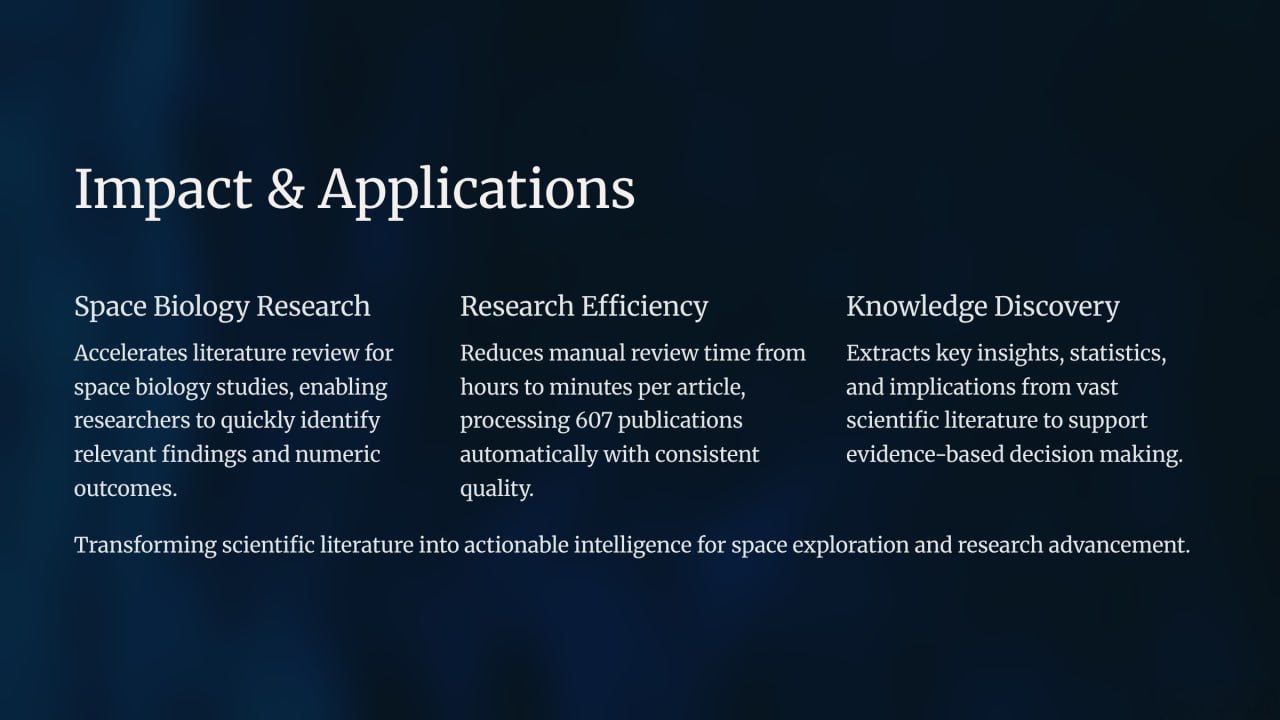 Impact & Applications
Space Biology Research
Accelerates literature review for
space biology studies, enabling
researchers to quickly identify
relevant findings and numeric
outcomes.
Research Efficiency
Reduces manual review time from
hours to minutes per article,
processing 607 publications
automatically with consistent
quality.
Knowledge Discovery
Extracts key insights, statistics,
and implications from vast
scientific literature to support
evidence-based decision making.
Transforming scientific literature into actionable intelligence for space exploration and research advancement.